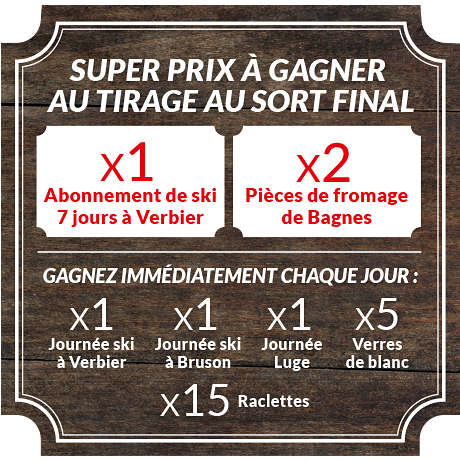 SUPER PRIX À GAGNER
AU TIRAGE AU SORT FINAL
x1
Abonnement de ski
7 jours à Verbier
x2
Pièces de fromage
de Bagnes
GAGNEZ IMMÉDIATEMENT CHAQUE JOUR :
x1
Journée ski
à Verbier
x1
Journée ski
à Bruson
x1
Journée
Luge
x5
Verres
de blanc
x15 Raclettes